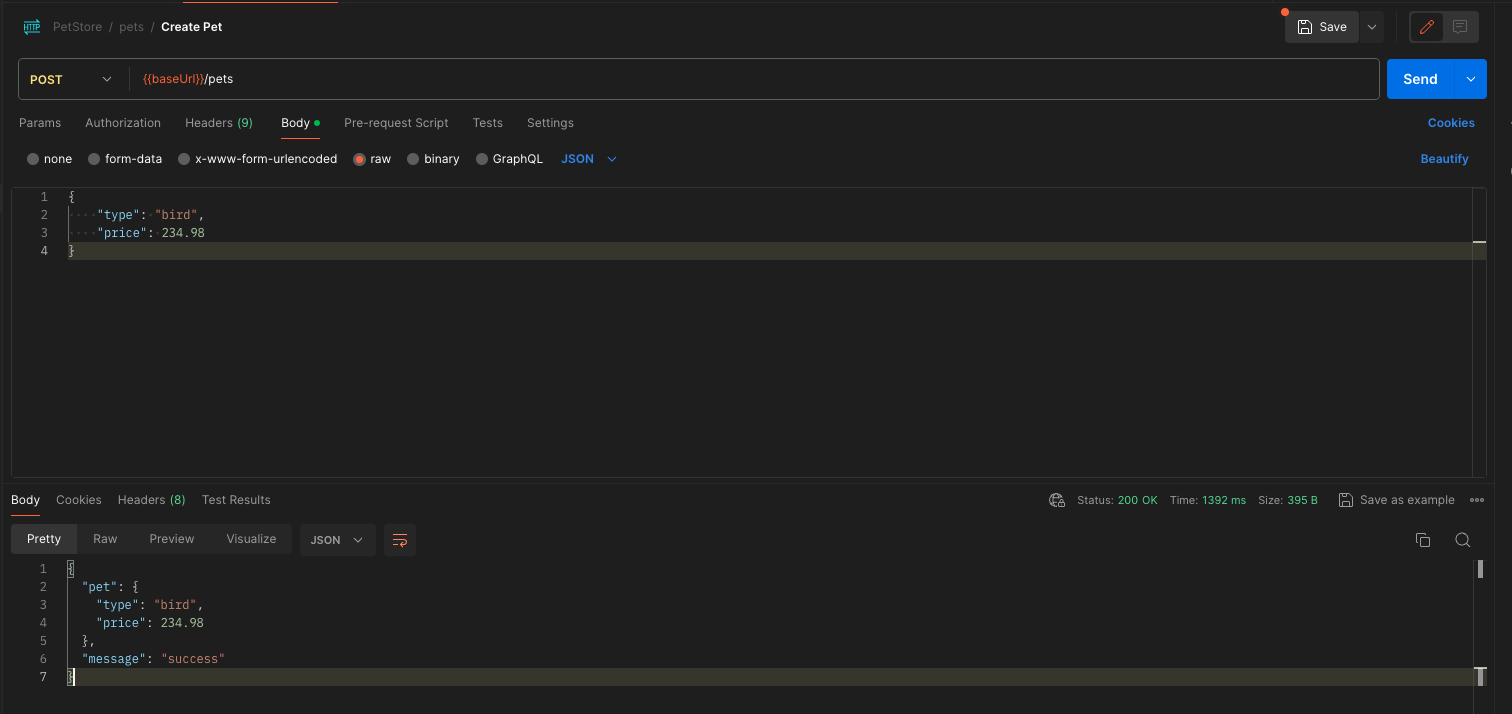 HTTP PetStore / pets / Create Pet Save
POST {{baseUrl}}/pets Send
Params Authorization Headers (9) Body Pre-request Script Tests Settings Cookies
none form-data x-www-form-urlencoded raw binary GraphQL JSON Beautify
1 {
2 "type": "bird",
3 "price": 234.98
4 }
Body Cookies Headers (8) Test Results Status: 200 OK Time: 1392 ms Size: 395 B Save as example
Pretty Raw Preview Visualize JSON
1 {
2 "pet": {
3 "type": "bird",
4 "price": 234.98
5 },
6 "message": "success"
7 }